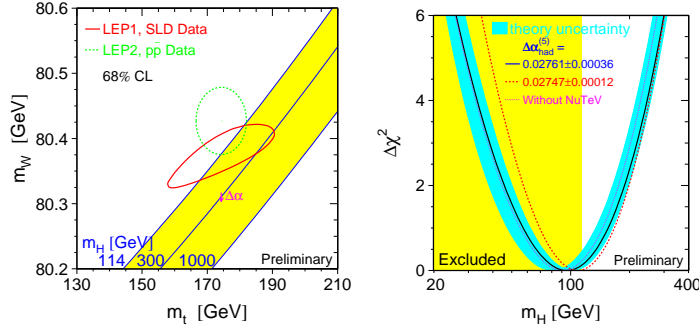 80.6
80.5
80.4
80.3
80.2
m_W [GeV]
LEP1, SLD Data
LEP2, pp̄ Data
68% CL
Δα
m_H [GeV]
114 300 1000
Preliminary
130 150 170 190 210
m_t [GeV]
6
5
4
3
2
1
0
Δχ²
theory uncertainty
Δα_had^(5) =
0.02761±0.00036
0.02747±0.00012
Without NuTeV
Excluded
Preliminary
20 100 400
m_H [GeV]